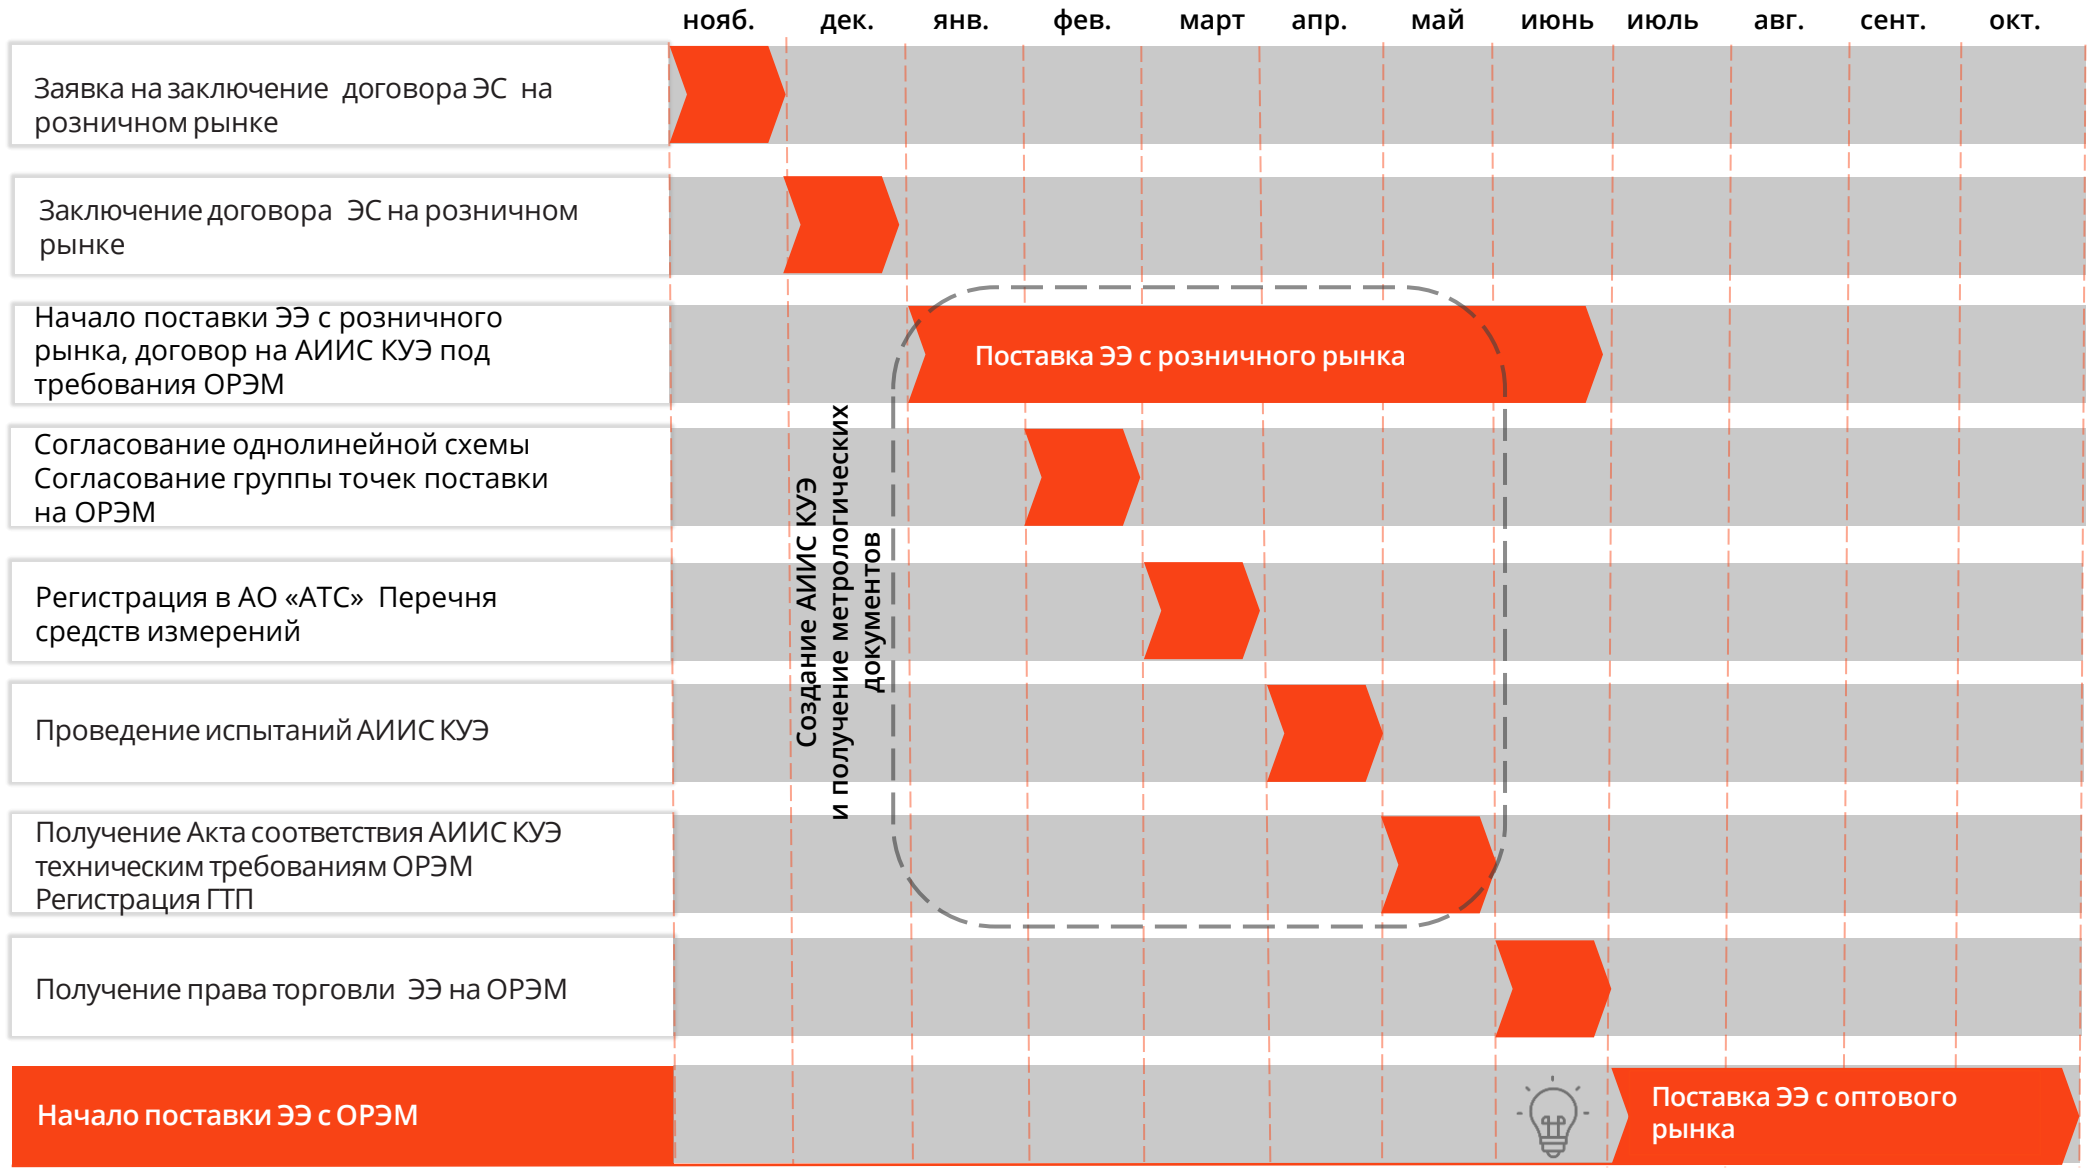 нояб. дек. янв. фев. март апр. май июнь июль авг. сент. окт.
Заявка на заключение договора ЭС на
розничном рынке
Заключение договора ЭС на розничном
рынке
Начало поставки ЭЭ с розничного
рынка, договор на АИИС КУЭ под
требования ОРЭМ
Поставка ЭЭ с розничного рынка
Создание АИИС КУЭ
и получение метрологических
документов
Согласование однолинейной схемы
Согласование группы точек поставки
на ОРЭМ
Регистрация в АО «АТС» Перечня
средств измерений
Проведение испытаний АИИС КУЭ
Получение Акта соответствия АИИС КУЭ
техническим требованиям ОРЭМ
Регистрация ГТП
Получение права торговли ЭЭ на ОРЭМ
Начало поставки ЭЭ с ОРЭМ
Поставка ЭЭ с оптового
рынка